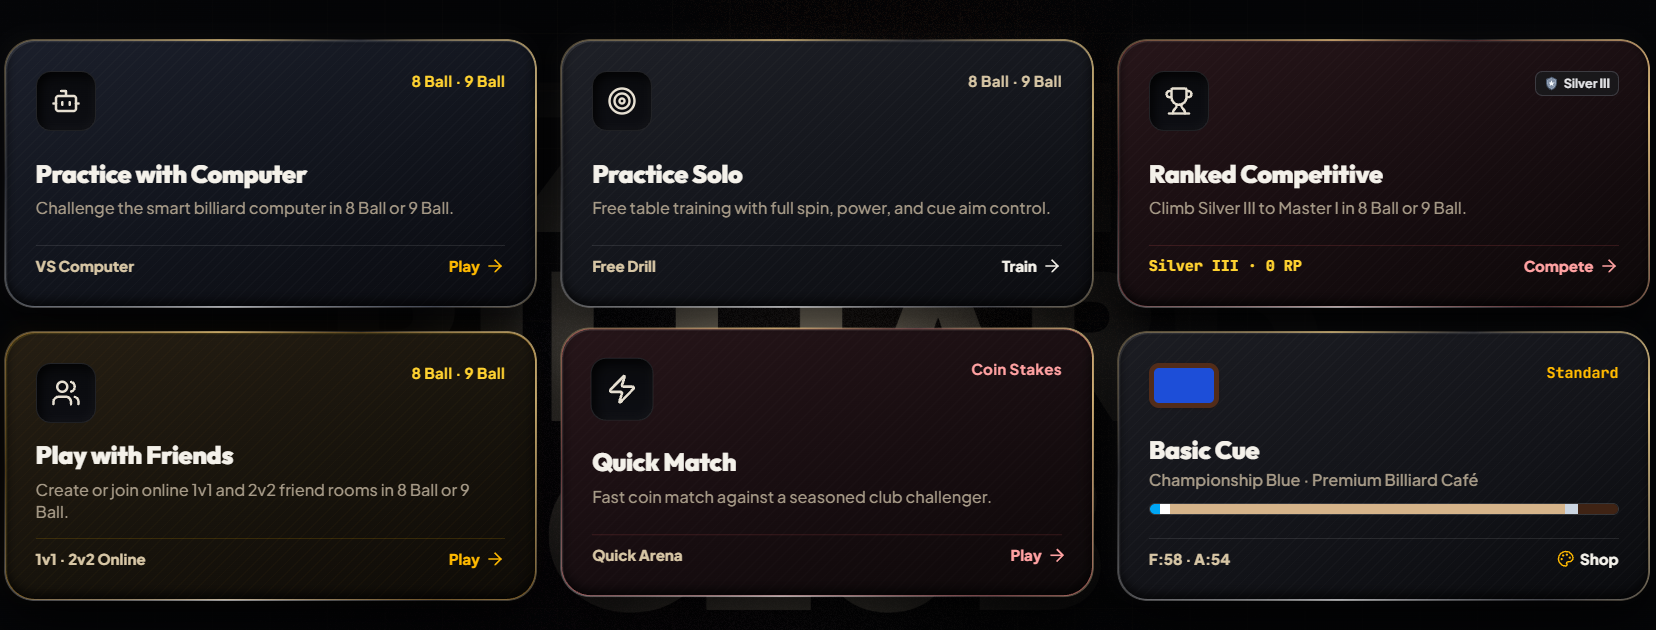 8 Ball · 9 Ball
Practice with Computer
Challenge the smart billiard computer in 8 Ball or 9 Ball.
VS Computer
Play →
8 Ball · 9 Ball
Practice Solo
Free table training with full spin, power, and cue aim control.
Free Drill
Train →
Silver III
Ranked Competitive
Climb Silver III to Master I in 8 Ball or 9 Ball.
Silver III · 0 RP
Compete →
8 Ball · 9 Ball
Play with Friends
Create or join online 1v1 and 2v2 friend rooms in 8 Ball or 9
Ball.
1v1 · 2v2 Online
Play →
Coin Stakes
Quick Match
Fast coin match against a seasoned club challenger.
Quick Arena
Play →
Standard
Basic Cue
Championship Blue · Premium Billiard Café
F:58 · A:54
Shop